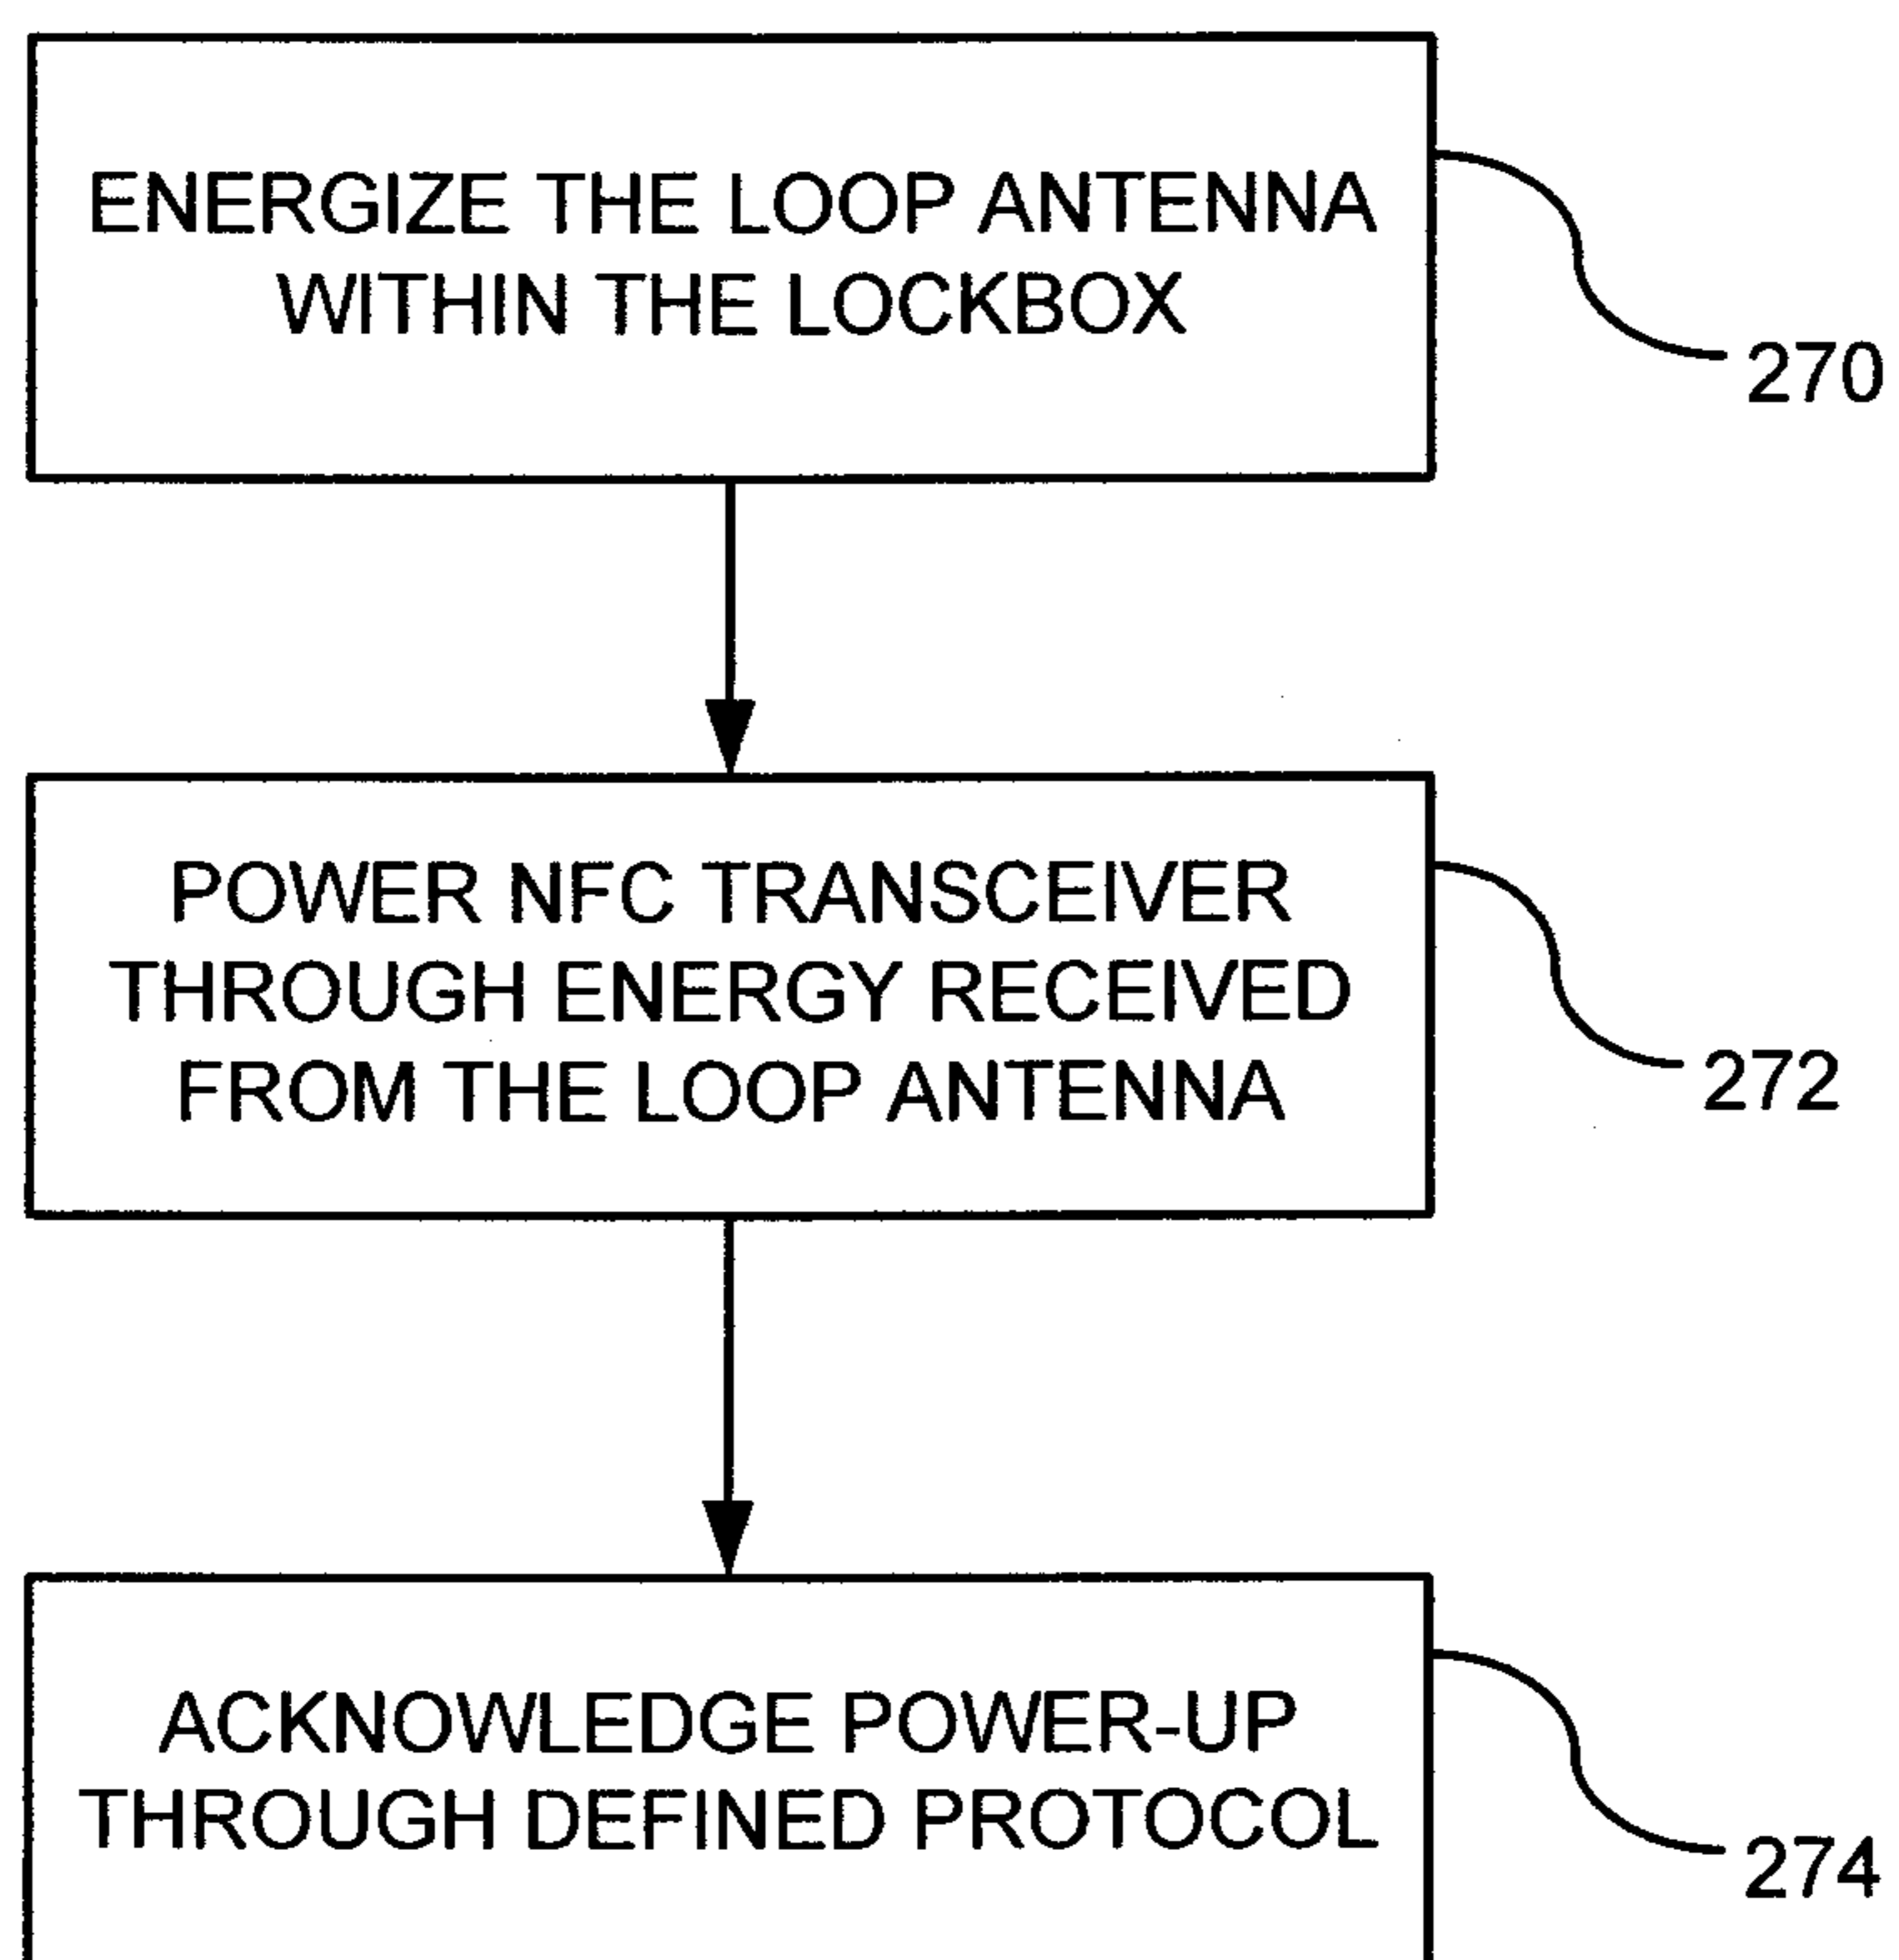 ENERGIZE THE LOOP ANTENNA
WITHIN THE LOCKBOX
270
POWER NFC TRANSCEIVER
THROUGH ENERGY RECEIVED
FROM THE LOOP ANTENNA
272
ACKNOWLEDGE POWER-UP
THROUGH DEFINED PROTOCOL
274